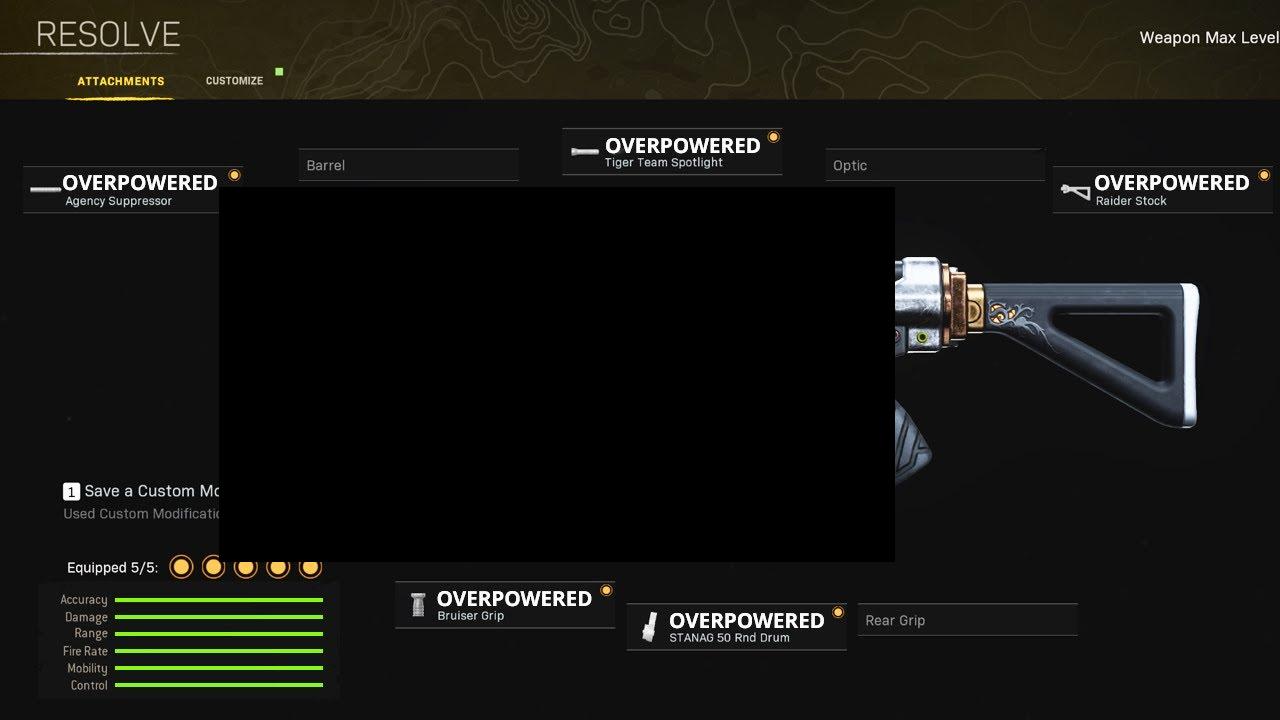 RESOLVE
Weapon Max Level
ATTACHMENTS
CUSTOMIZE
OVERPOWERED
Tiger Team Spotlight
Barrel
Optic
OVERPOWERED
Agency Suppressor
OVERPOWERED
Raider Stock
1 Save a Custom Mo
Used Custom Modificatio
Equipped 5/5:
Accuracy
Damage
Range
Fire Rate
Mobility
Control
OVERPOWERED
Bruiser Grip
OVERPOWERED
STANAG 50 Rnd Drum
Rear Grip